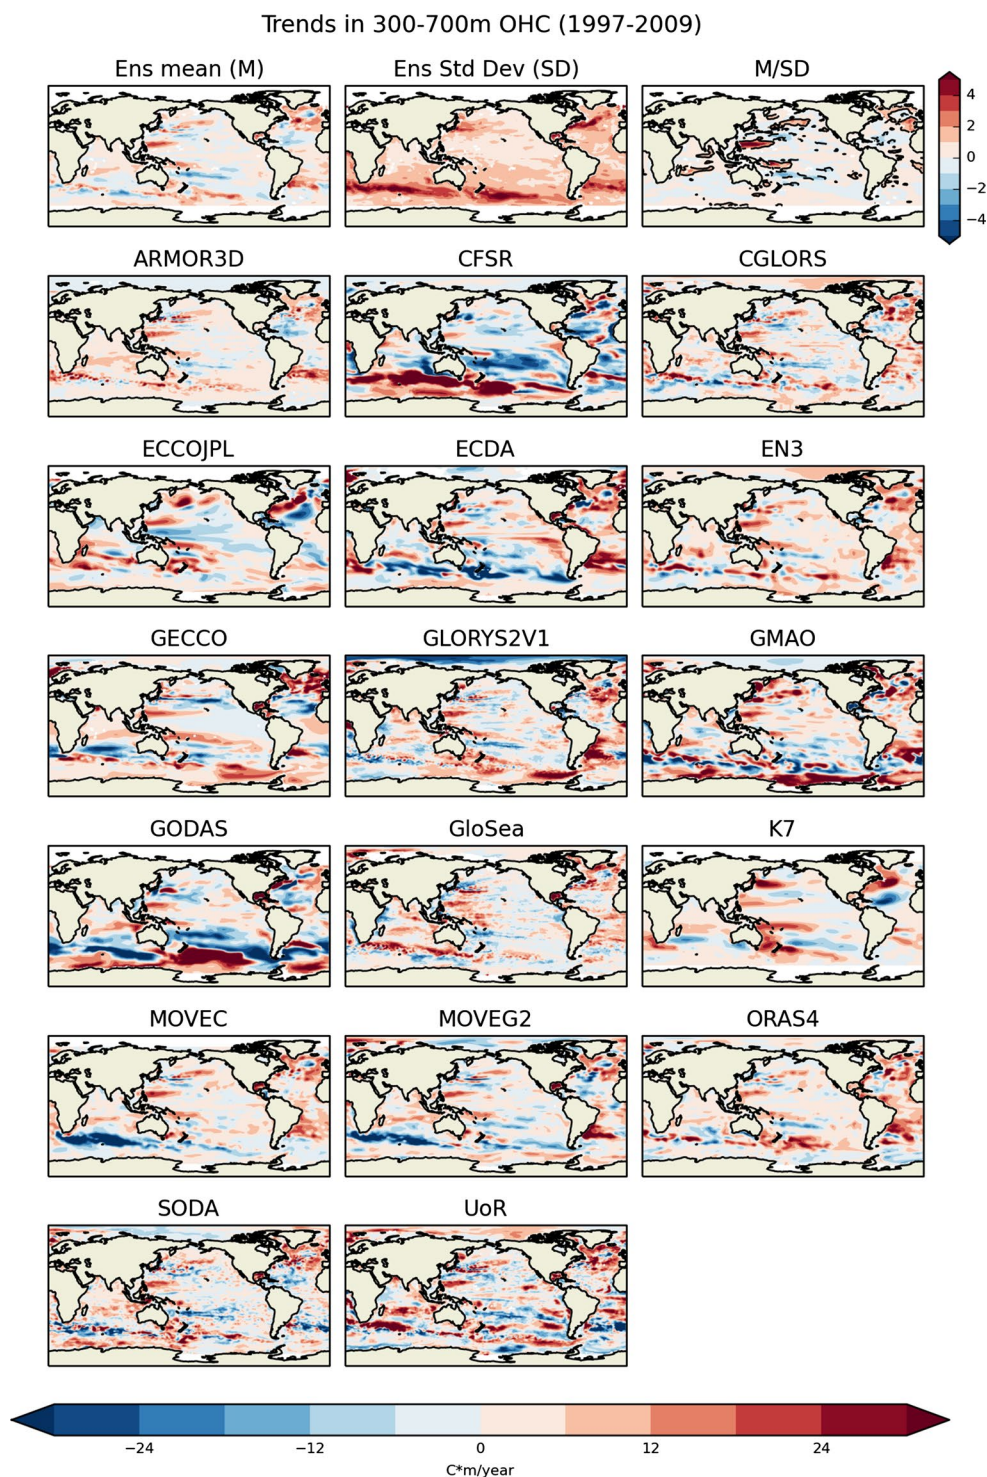 Trends in 300-700m OHC (1997-2009)
Ens mean (M)
Ens Std Dev (SD)
M/SD
4
2
0
−2
−4
ARMOR3D
CFSR
CGLORS
ECCOJPL
ECDA
EN3
GECCO
GLORYS2V1
GMAO
GODAS
GloSea
K7
MOVEC
MOVEG2
ORAS4
SODA
UoR
−24
−12
0
12
24
C*m/year